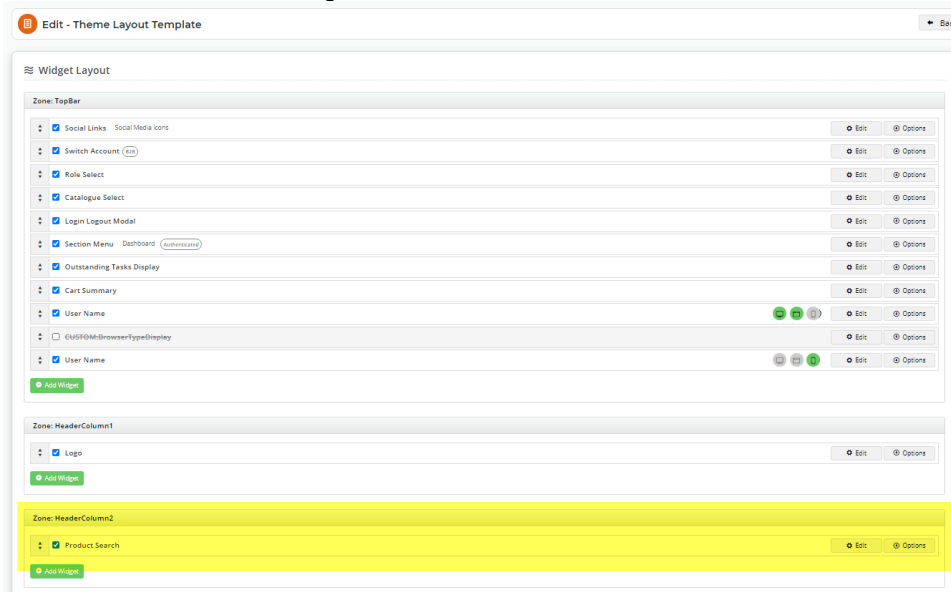 Edit - Theme Layout Template
Widget Layout
Zone: TopBar
Social Links Social Media icons Edit Options
Switch Account B2B Edit Options
Role Select Edit Options
Catalogue Select Edit Options
Login Logout Modal Edit Options
Section Menu Dashboard Authenticated Edit Options
Outstanding Tasks Display Edit Options
Cart Summary Edit Options
User Name Edit Options
CUSTOM:BrowserTypeDisplay Edit Options
User Name Edit Options
Add Widget
Zone: HeaderColumn1
Logo Edit Options
Add Widget
Zone: HeaderColumn2
Product Search Edit Options
Add Widget